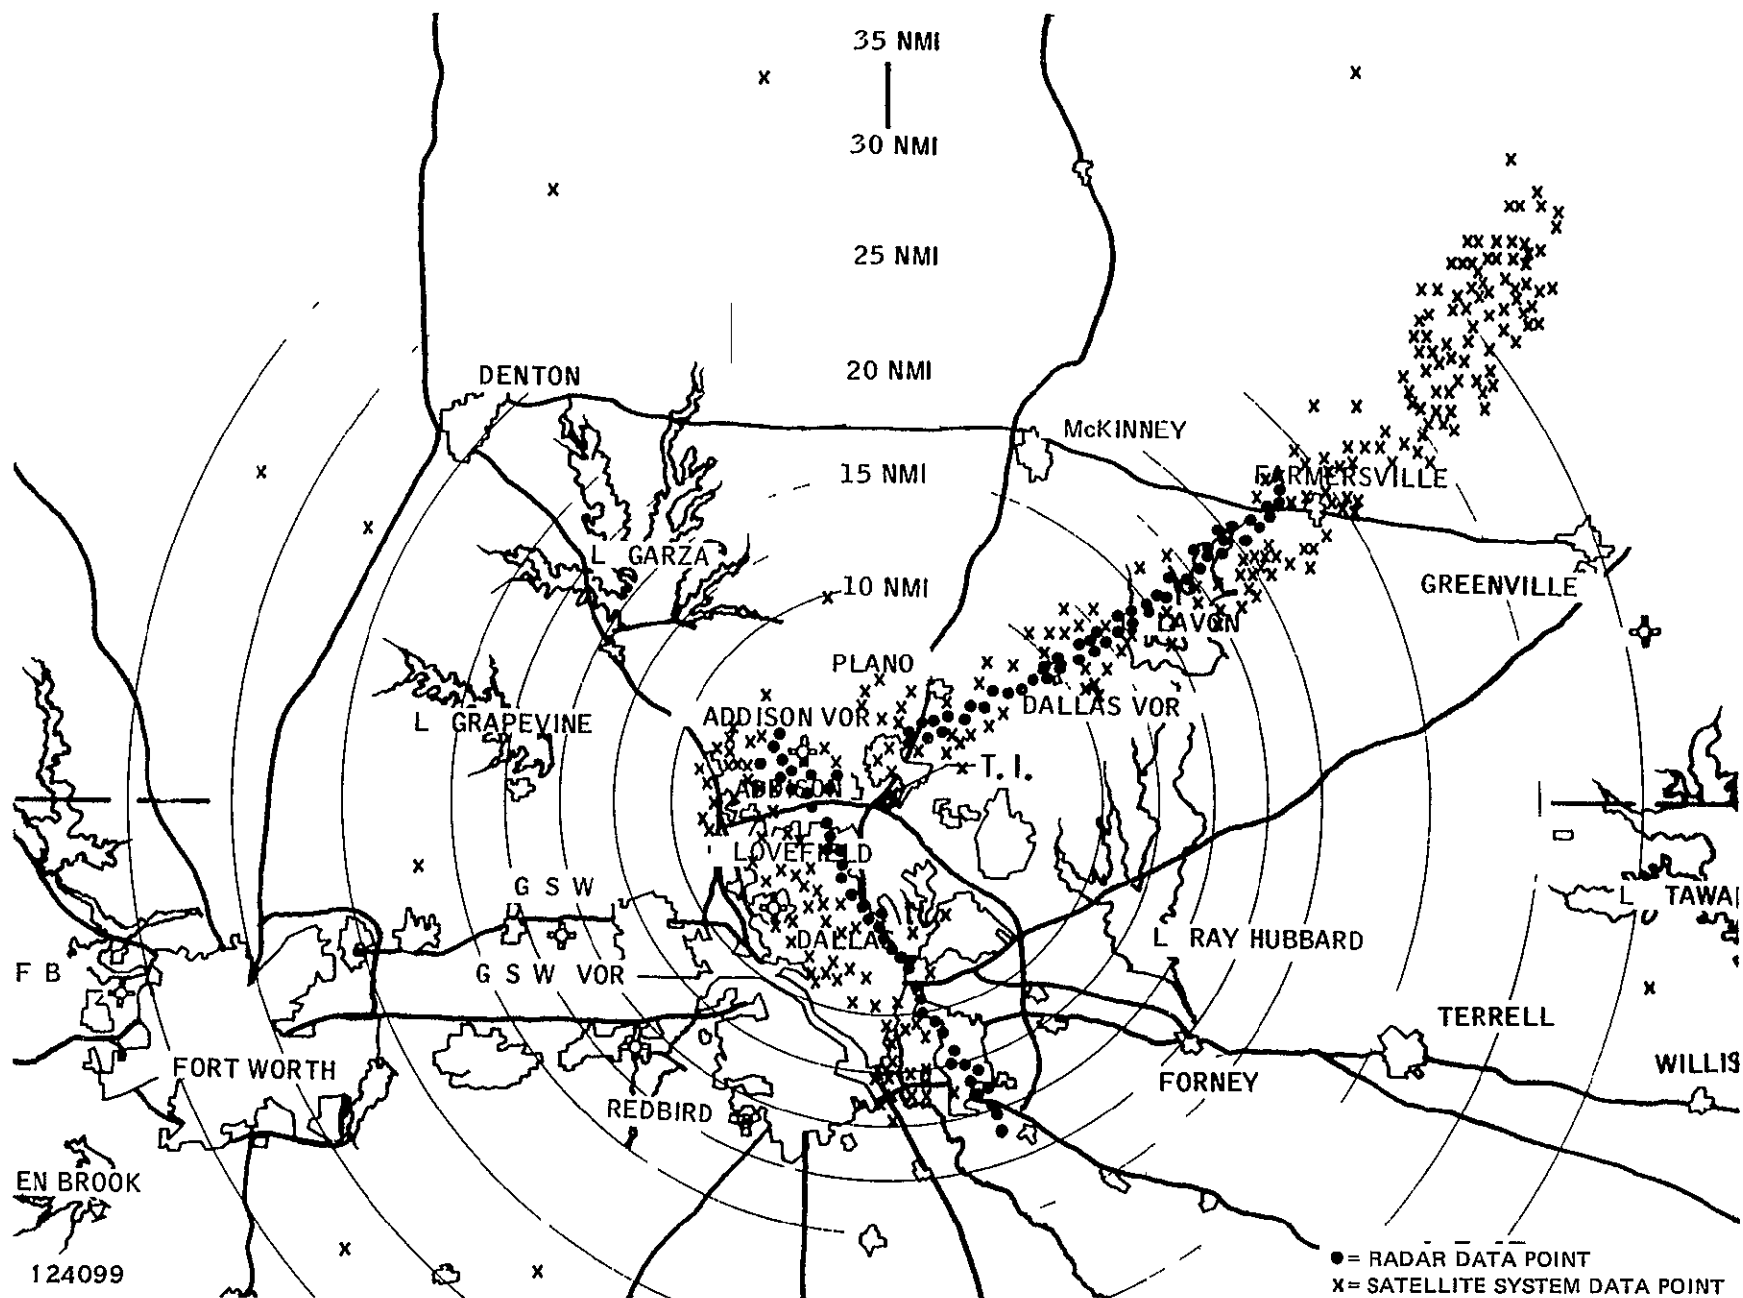 35 NMI
30 NMI
25 NMI
20 NMI
DENTON
McKINNEY
15 NMI
FARMERSVILLE
L GARZA
10 NMI
GREENVILLE
LAVON
PLANO
DALLAS VOR
ADDISON VOR
L GRAPEVINE
T.I.
ADDISON
LOVEFIELD
G S W
L TAWA
DALLAS
L RAY HUBBARD
F B
G S W VOR
TERRELL
FORT WORTH
WILLIS
FORNEY
REDBIRD
EN BROOK
124099
● = RADAR DATA POINT
x = SATELLITE SYSTEM DATA POINT